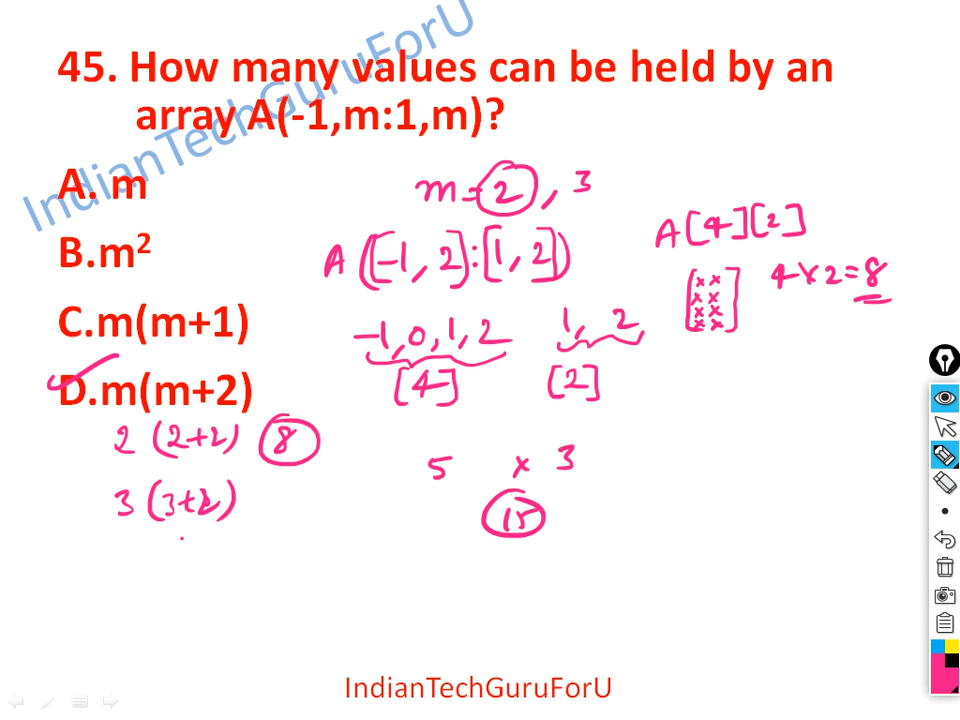 45. How many values can be held by an
array A(-1,m:1,m)?
IndianTechGuruForU
A. m
m = 2, 3
B.m²
A ([-1, 2]:[1, 2])
A[4][2]
4 x 2 = 8
C.m(m+1)
-1, 0, 1, 2
1, 2,
[4]
[2]
D.m(m+2)
2 (2+2) 8
5 x 3
3 (3+2)
15
IndianTechGuruForU